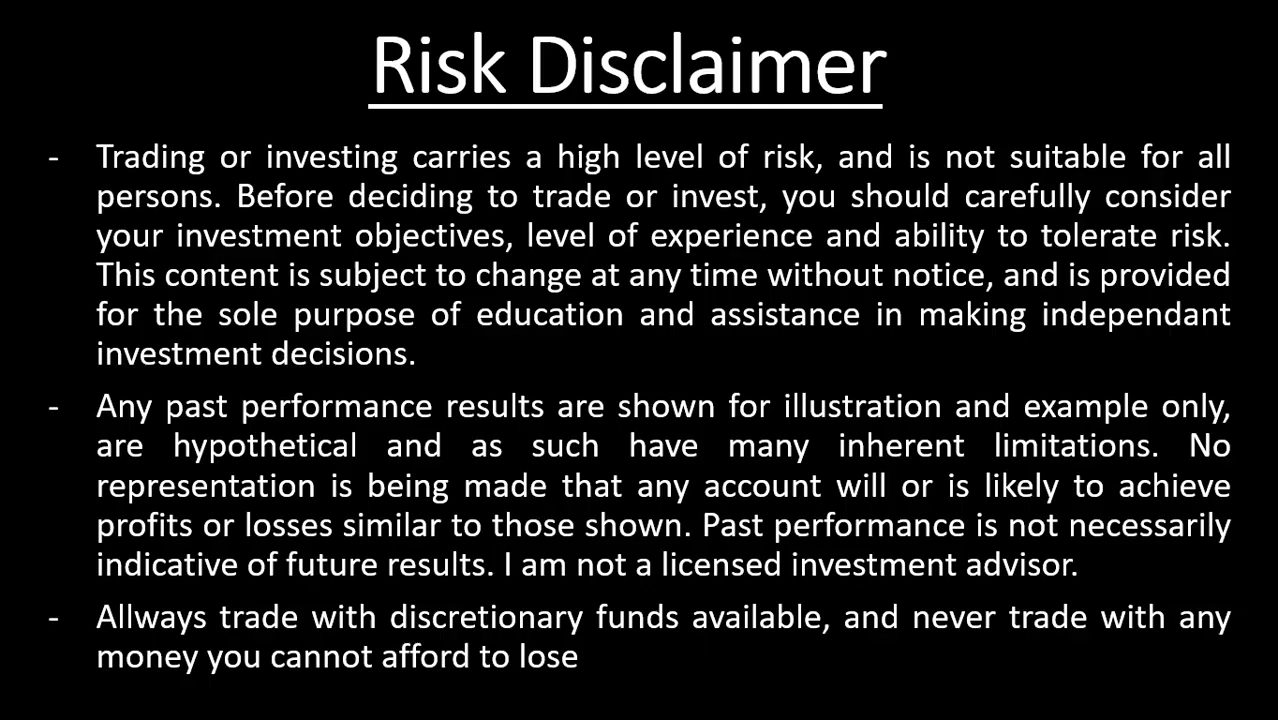 Risk Disclaimer
- Trading or investing carries a high level of risk, and is not suitable for all
persons. Before deciding to trade or invest, you should carefully consider
your investment objectives, level of experience and ability to tolerate risk.
This content is subject to change at any time without notice, and is provided
for the sole purpose of education and assistance in making independant
investment decisions.
- Any past performance results are shown for illustration and example only,
are hypothetical and as such have many inherent limitations. No
representation is being made that any account will or is likely to achieve
profits or losses similar to those shown. Past performance is not necessarily
indicative of future results. I am not a licensed investment advisor.
- Allways trade with discretionary funds available, and never trade with any
money you cannot afford to lose